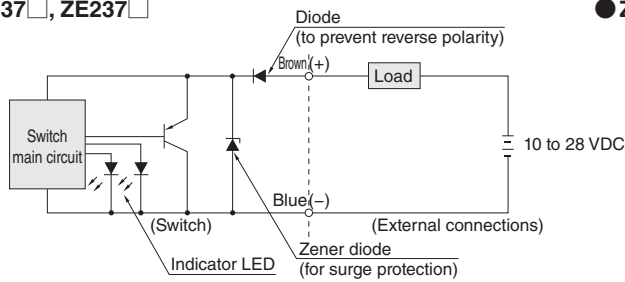 37□, ZE237□
●Z
Diode
(to prevent reverse polarity)
Brown(+)
Load
Switch
main circuit
10 to 28 VDC
Blue(−)
(Switch)
(External connections)
Indicator LED
Zener diode
(for surge protection)